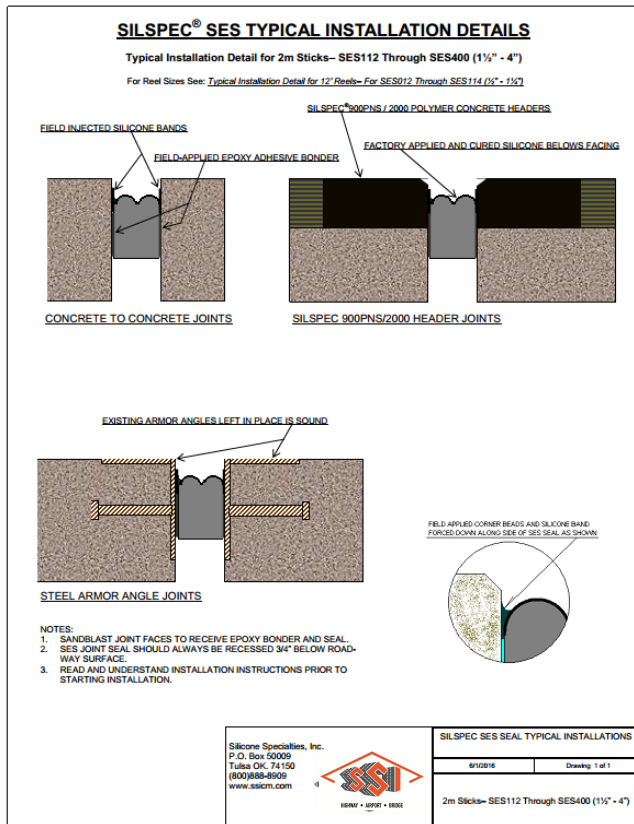 SILSPEC® SES TYPICAL INSTALLATION DETAILS
Typical Installation Detail for 2m Sticks– SES112 Through SES400 (1½” - 4”)
For Reel Sizes See: Typical Installation Detail for 12' Reels– For SES012 Through SES114 (½” - 1¼”)
SILSPEC®900PNS / 2000 POLYMER CONCRETE HEADERS
FIELD INJECTED SILICONE BANDS
FACTORY APPLIED AND CURED SILICONE BELOWS FACING
FIELD-APPLIED EPOXY ADHESIVE BONDER
CONCRETE TO CONCRETE JOINTS
SILSPEC 900PNS/2000 HEADER JOINTS
EXISTING ARMOR ANGLES LEFT IN PLACE IS SOUND
FIELD APPLIED CORNER BEADS AND SILICONE BAND
FORCED DOWN ALONG SIDE OF SES SEAL AS SHOWN
STEEL ARMOR ANGLE JOINTS
NOTES:
1. SANDBLAST JOINT FACES TO RECEIVE EPOXY BONDER AND SEAL.
2. SES JOINT SEAL SHOULD ALWAYS BE RECESSED 3/4" BELOW ROAD-
WAY SURFACE.
3. READ AND UNDERSTAND INSTALLATION INSTRUCTIONS PRIOR TO
STARTING INSTALLATION.
Silicone Specialties, Inc.
P.O. Box 50009
Tulsa OK. 74150
(800)888-8909
www.ssicm.com
SSI
HIGHWAY • AIRPORT • BRIDGE
SILSPEC SES SEAL TYPICAL INSTALLATIONS
6/1/2016
Drawing 1 of 1
2m Sticks– SES112 Through SES400 (1½” - 4”)